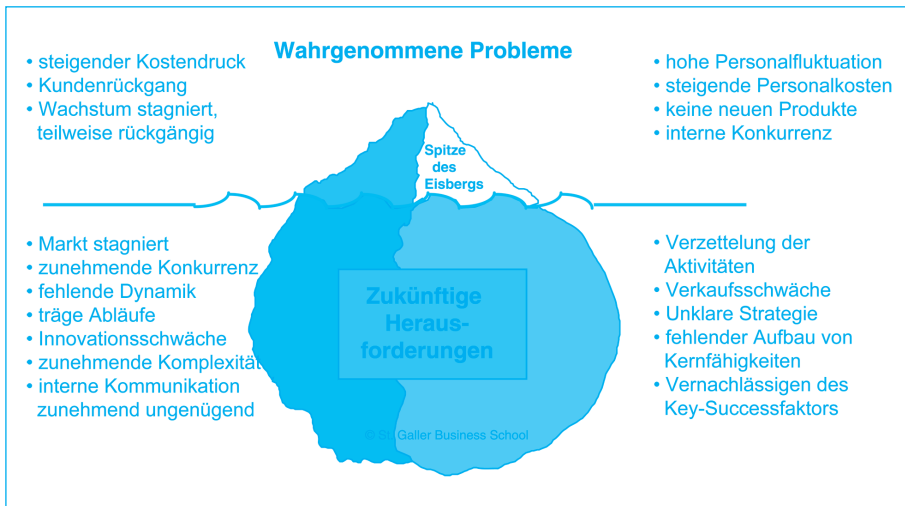 Wahrgenommene Probleme
• steigender Kostendruck
• Kundenrückgang
• Wachstum stagniert,
teilweise rückgängig
• hohe Personalfluktuation
• steigende Personalkosten
• keine neuen Produkte
• interne Konkurrenz
Spitze
des
Eisbergs
• Markt stagniert
• zunehmende Konkurrenz
• fehlende Dynamik
• träge Abläufe
• Innovationsschwäche
• zunehmende Komplexität
• interne Kommunikation
zunehmend ungenügend
Zukünftige
Heraus-
forderungen
• Verzettelung der
Aktivitäten
• Verkaufsschwäche
• Unklare Strategie
• fehlender Aufbau von
Kernfähigkeiten
• Vernachlässigen des
Key-Successfaktors
© St. Galler Business School